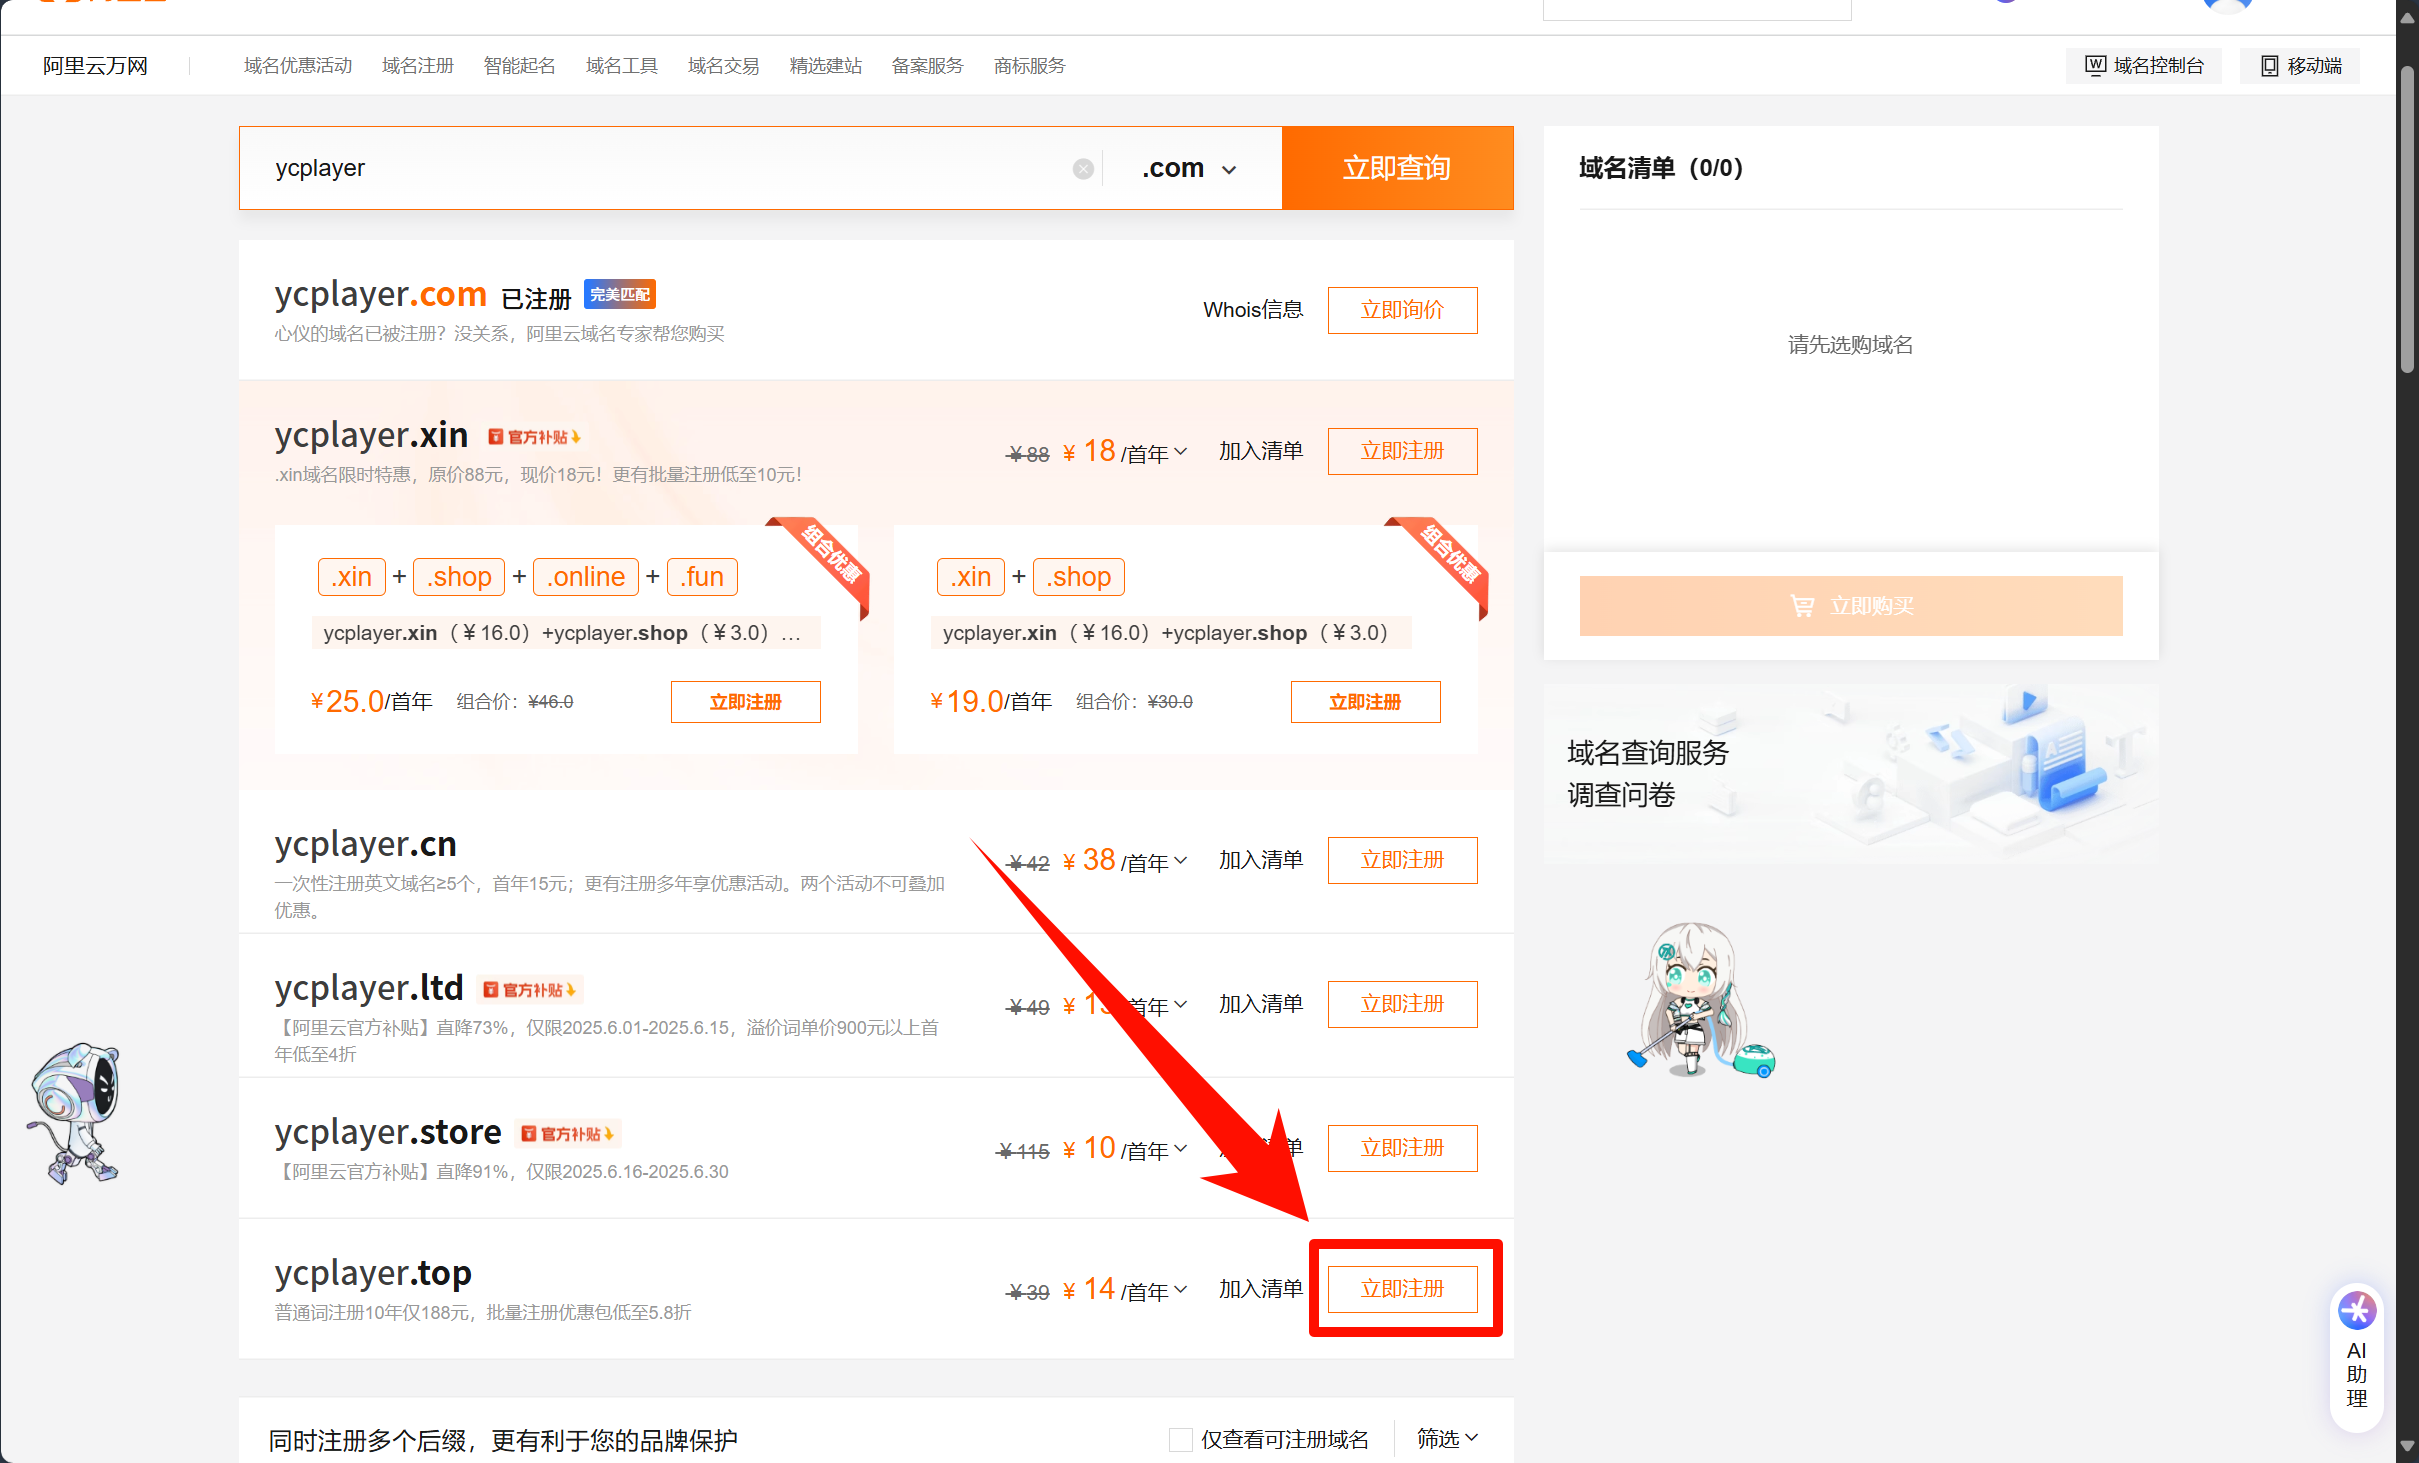 阿里云万网
域名优惠活动 域名注册 智能起名 域名工具 域名交易 精选建站 备案服务 商标服务
域名控制台 移动端
ycplayer .com 立即查询
ycplayer.com 已注册 完美匹配
心仪的域名已被注册？没关系，阿里云域名专家帮您购买
Whois信息 立即询价
ycplayer.xin 官方补贴
.xin域名限时特惠，原价88元，现价18元！更有批量注册低至10元！
¥88 ¥ 18 /首年 加入清单 立即注册
组合优惠
.xin + .shop + .online + .fun
ycplayer.xin（¥16.0）+ycplayer.shop（¥3.0）...
¥25.0/首年 组合价：¥46.0 立即注册
组合优惠
.xin + .shop
ycplayer.xin（¥16.0）+ycplayer.shop（¥3.0）
¥19.0/首年 组合价：¥30.0 立即注册
ycplayer.cn
一次性注册英文域名≥5个，首年15元；更有注册多年享优惠活动。两个活动不可叠加
优惠。
¥42 ¥ 38 /首年 加入清单 立即注册
ycplayer.ltd 官方补贴
【阿里云官方补贴】直降73%，仅限2025.6.01-2025.6.15，溢价词单价900元以上首
年低至4折
¥49 ¥ 首年 加入清单 立即注册
ycplayer.store 官方补贴
【阿里云官方补贴】直降91%，仅限2025.6.16-2025.6.30
¥115 ¥ 10 /首年 单 立即注册
ycplayer.top
普通词注册10年仅188元，批量注册优惠包低至5.8折
¥39 ¥ 14 /首年 加入清单 立即注册
同时注册多个后缀，更有利于您的品牌保护
仅查看可注册域名 筛选
域名清单（0/0）
请先选购域名
立即购买
域名查询服务
调查问卷
AI
助
理